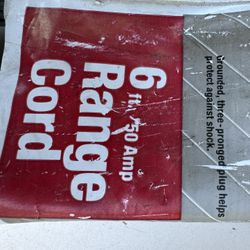 6 ft./50 Amp
Range
Cord
Grounded, three-pronged plug helps
protect against shock.